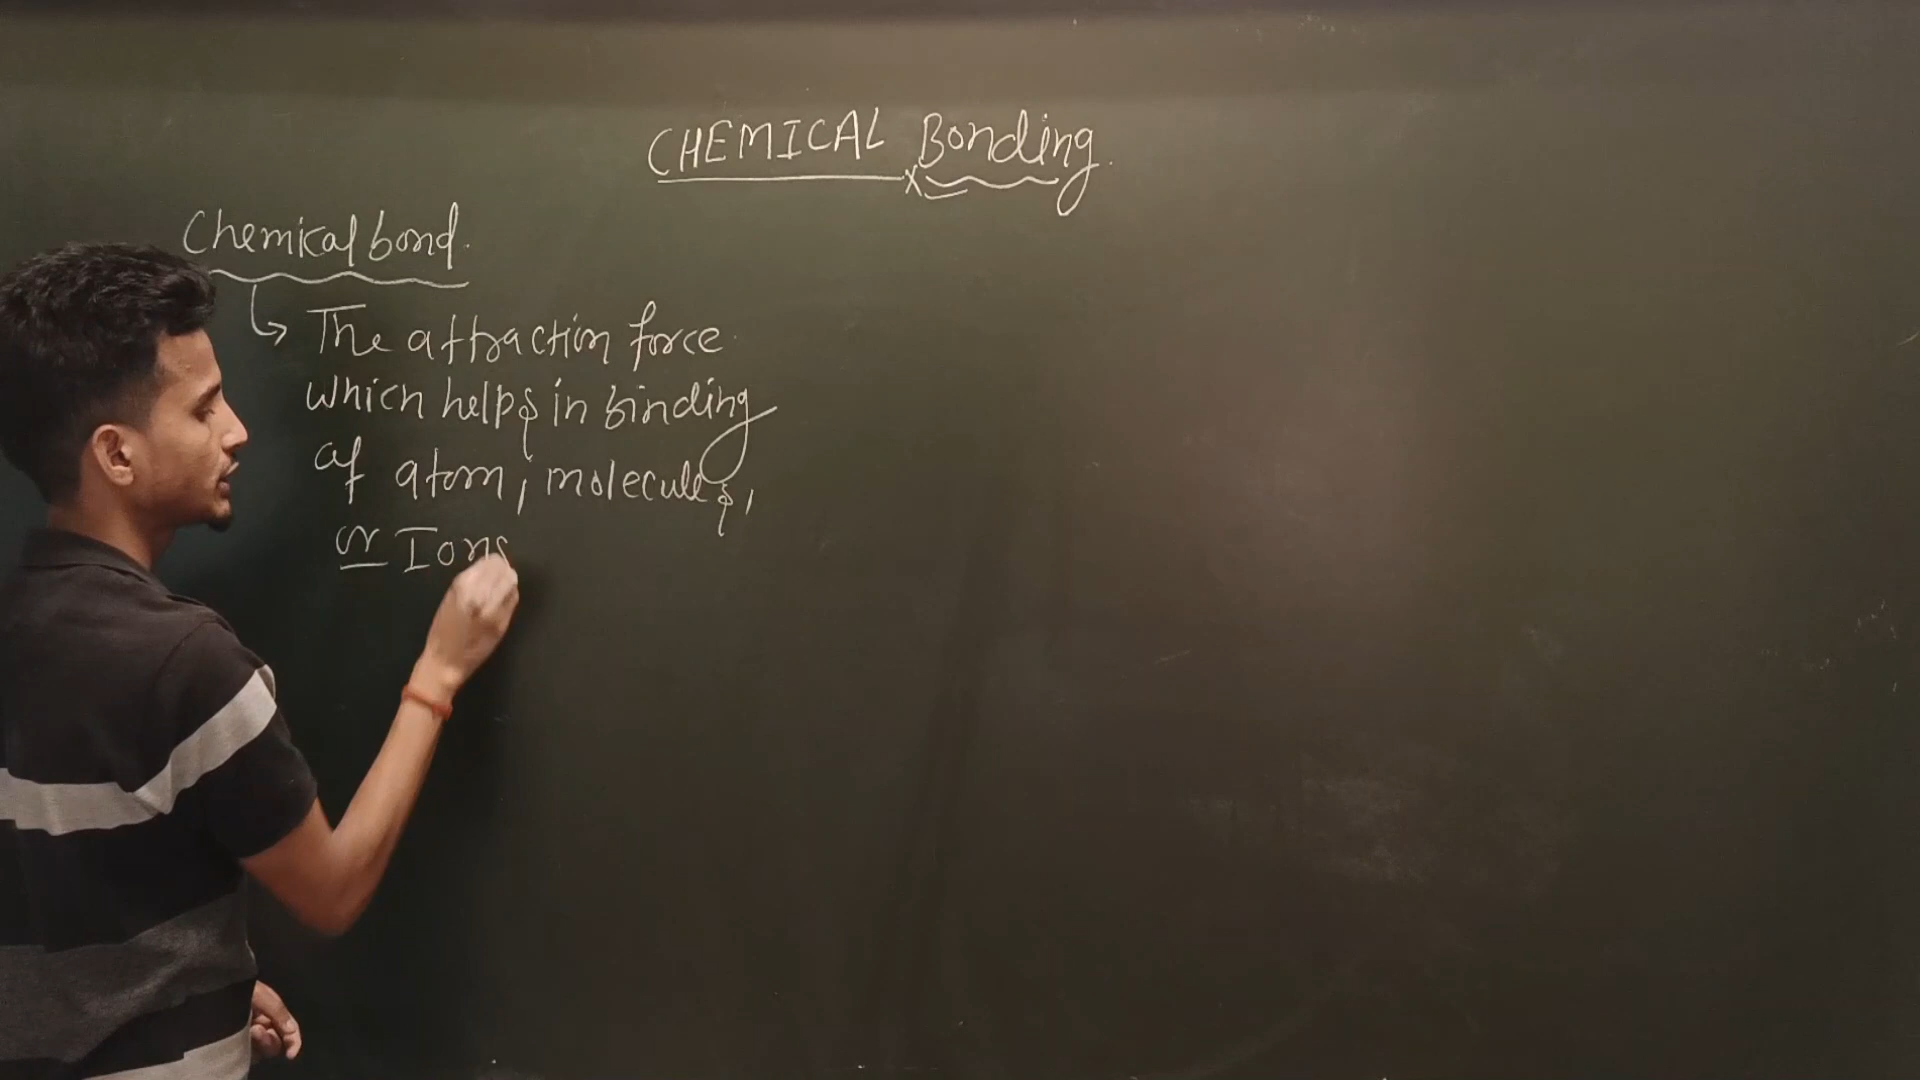 CHEMICAL Bonding.
Chemical bond.
The attraction force
which helps in binding
of atom, molecules,
or Ions